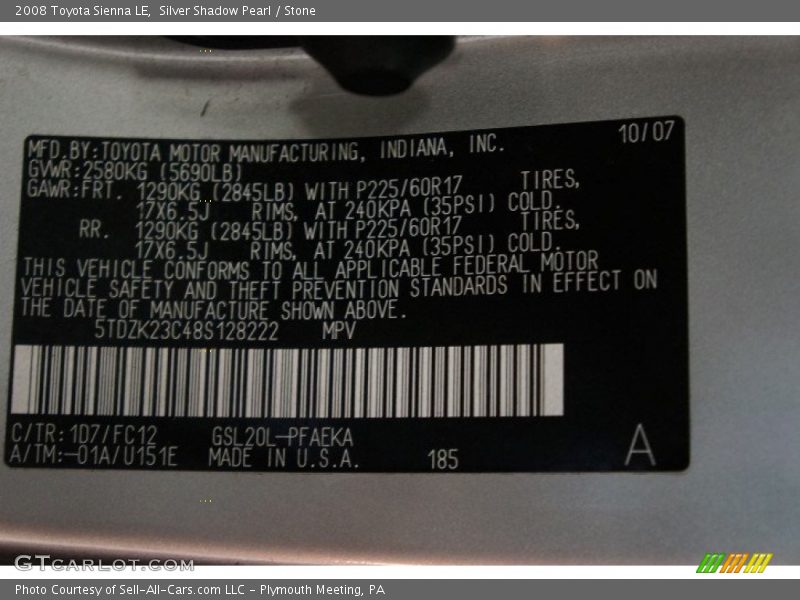 2008 Toyota Sienna LE, Silver Shadow Pearl / Stone
10/07
MFD.BY:TOYOTA MOTOR MANUFACTURING, INDIANA, INC.
GVWR:2580KG (5690LB)
GAWR:FRT. 1290KG (2845LB) WITH P225/60R17 TIRES,
17X6.5J RIMS, AT 240KPA (35PSI) COLD.
RR. 1290KG (2845LB) WITH P225/60R17 TIRES,
17X6.5J RIMS, AT 240KPA (35PSI) COLD.
THIS VEHICLE CONFORMS TO ALL APPLICABLE FEDERAL MOTOR
VEHICLE SAFETY AND THEFT PREVENTION STANDARDS IN EFFECT ON
THE DATE OF MANUFACTURE SHOWN ABOVE.
5TDZK23C48S128222 MPV
C/TR:1D7/FC12 GSL20L-PFAEKA
A/TM:-01A/U151E MADE IN U.S.A. 185 A
GTCARLOT.COM
Photo Courtesy of Sell-All-Cars.com LLC - Plymouth Meeting, PA